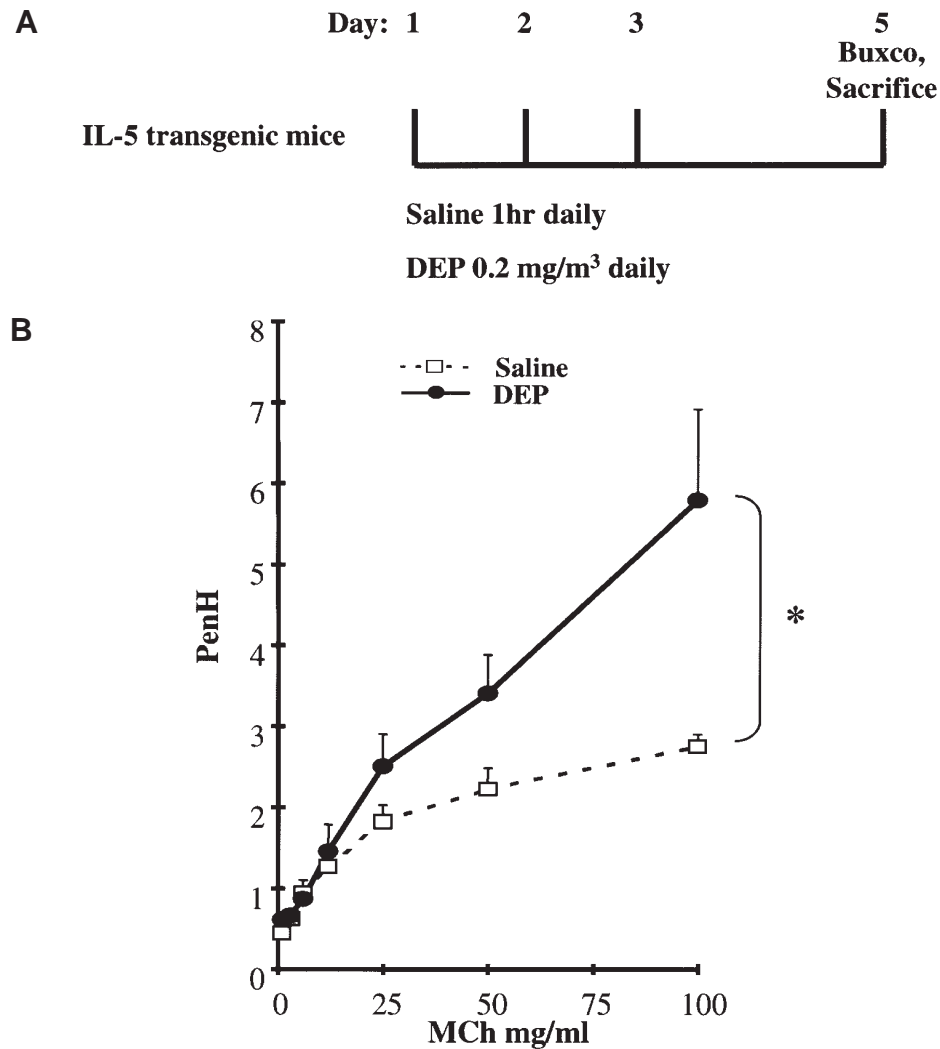 A
Day: 1 2 3 5
Buxco,
Sacrifice
IL-5 transgenic mice
Saline 1hr daily
DEP 0.2 mg/m³ daily
B
8
7
6
5
4
3
2
1
0
PenH
Saline
DEP
*
0 25 50 75 100
MCh mg/ml